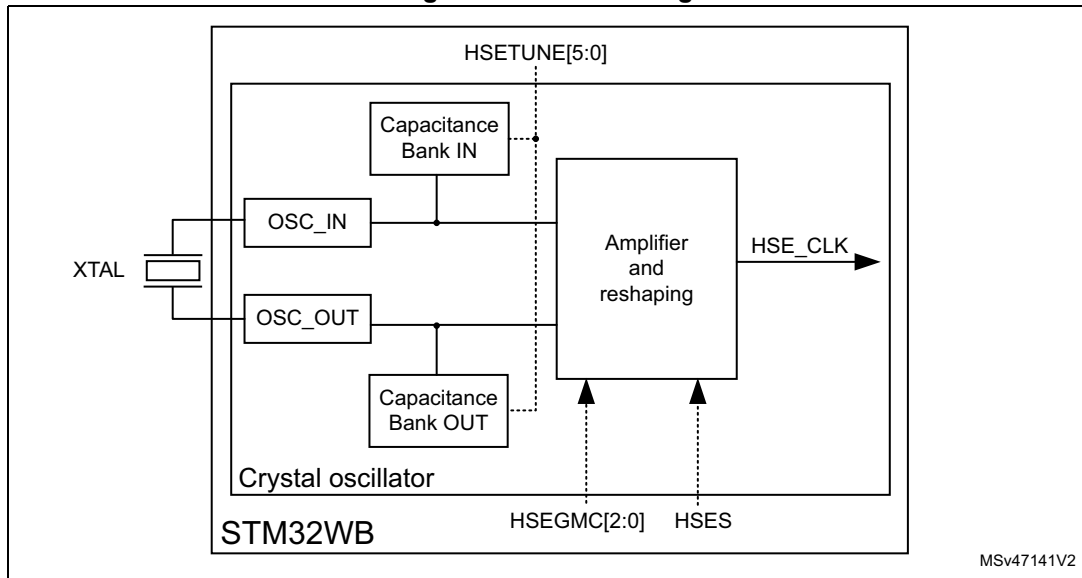 HSETUNE[5:0]
Capacitance
Bank IN
OSC_IN
XTAL
OSC_OUT
Amplifier
and
reshaping
HSE_CLK
Capacitance
Bank OUT
Crystal oscillator
HSEGMC[2:0]
HSES
STM32WB
MSv47141V2